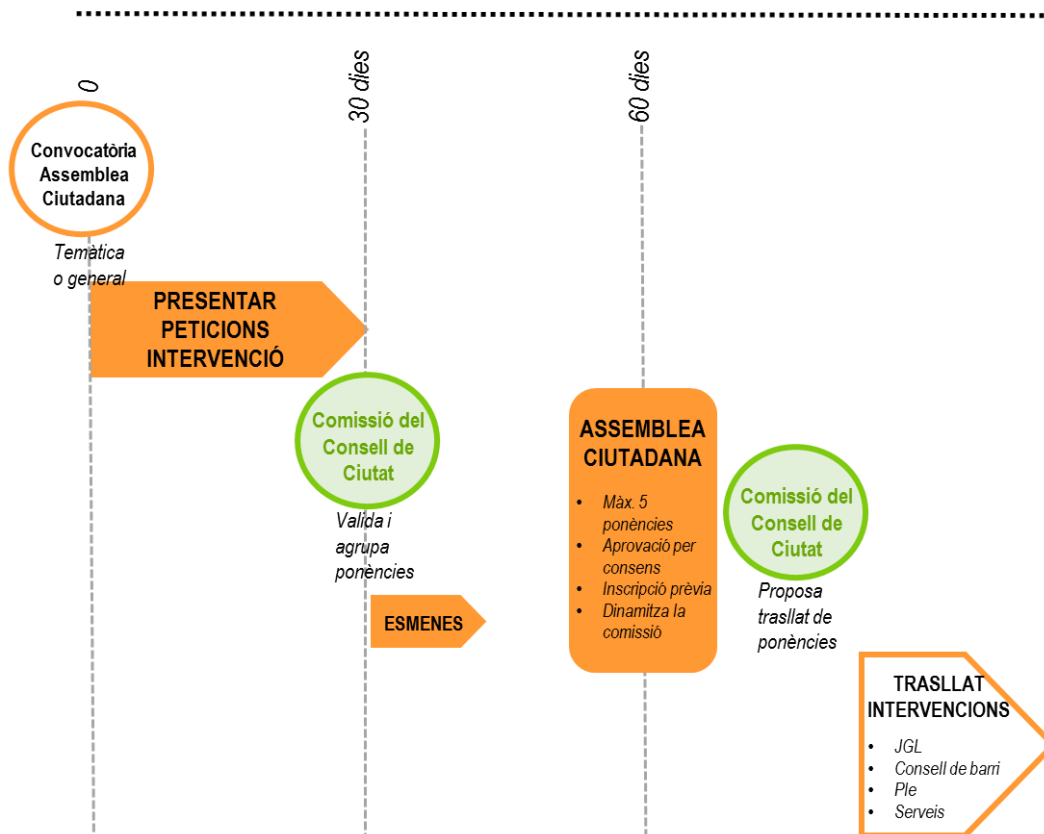 0
30 dies
60 dies
Convocatòria
Assemblea
Ciutadana
Temàtica
o general
PRESENTAR
PETICIONS
INTERVENCIÓ
Comissió del
Consell de
Ciutat
Valida i
agrupa
ponències
ESMENES
ASSEMBLEA
CIUTADANA
• Màx. 5
ponències
• Aprovació per
consens
• Inscripció prèvia
• Dinamitza la
comissió
Comissió del
Consell de
Ciutat
Proposa
trasllat de
ponències
TRASLLAT
INTERVENCIONS
• JGL
• Consell de barri
• Ple
• Serveis